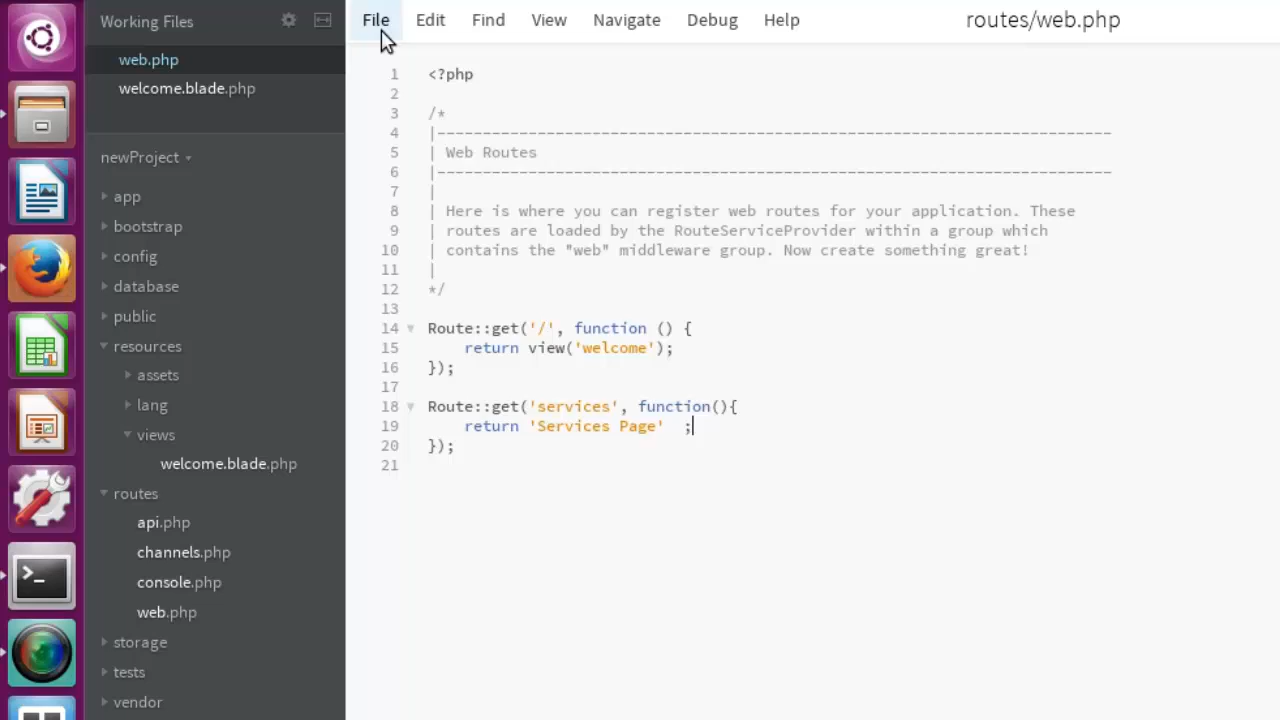 Working Files
web.php
welcome.blade.php
newProject
app
bootstrap
config
database
public
resources
assets
lang
views
welcome.blade.php
routes
api.php
channels.php
console.php
web.php
storage
tests
vendor
File Edit Find View Navigate Debug Help routes/web.php
1 <?php
2
3 /*
4 |--------------------------------------------------------------------------
5 | Web Routes
6 |--------------------------------------------------------------------------
7 |
8 | Here is where you can register web routes for your application. These
9 | routes are loaded by the RouteServiceProvider within a group which
10 | contains the "web" middleware group. Now create something great!
11 |
12 */
13
14 Route::get('/', function () {
15     return view('welcome');
16 });
17
18 Route::get('services', function(){
19     return 'Services Page'  ;
20 });
21